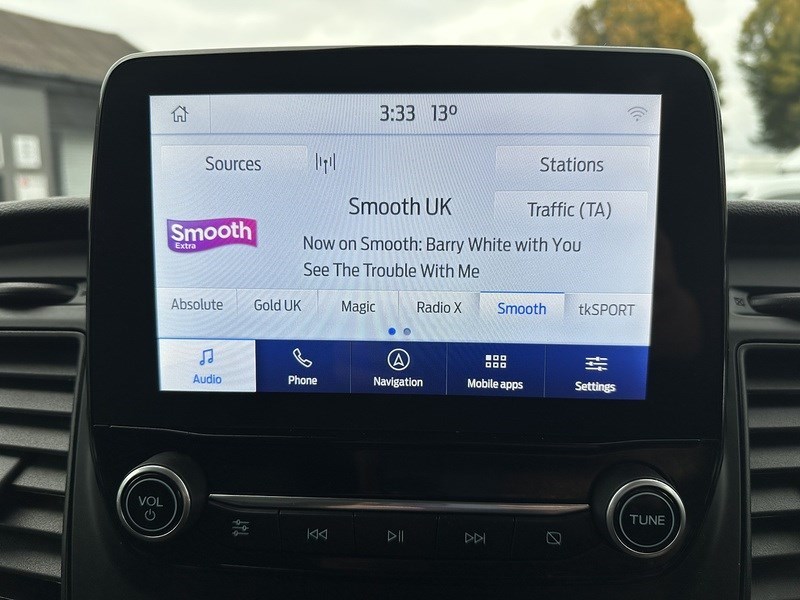 3:33 13º
Sources
Stations
Smooth UK
Traffic (TA)
Smooth
Extra
Now on Smooth: Barry White with You
See The Trouble With Me
Absolute Gold UK Magic Radio X Smooth tkSPORT
Audio Phone Navigation Mobile apps Settings
VOL
TUNE